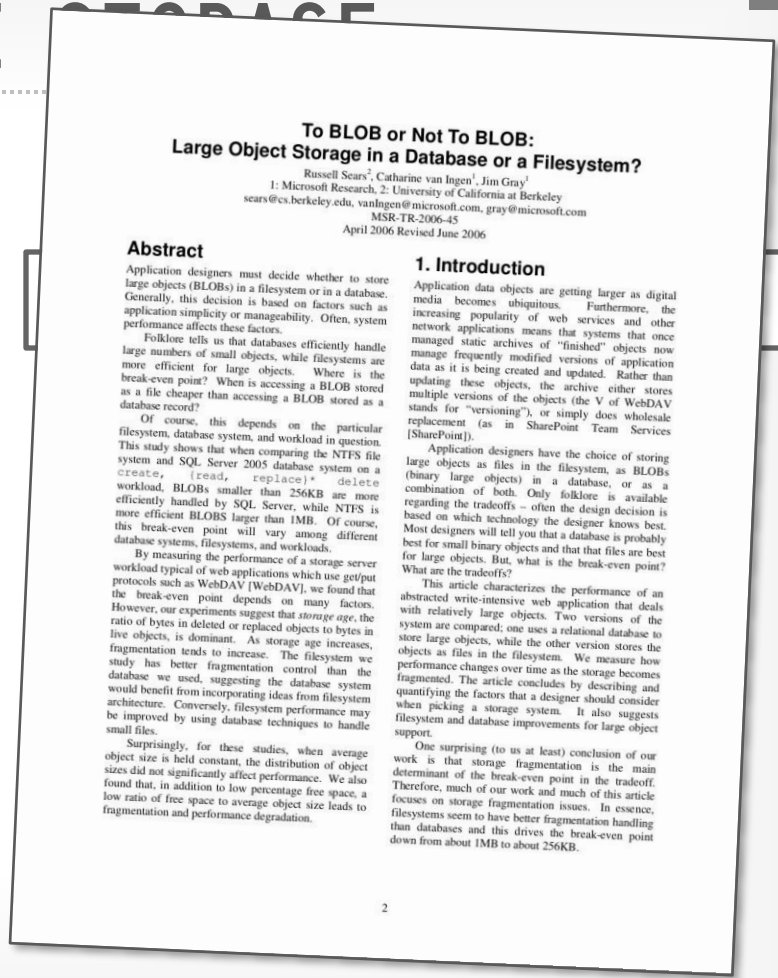 To BLOB or Not To BLOB:
Large Object Storage in a Database or a Filesystem?
Russell Sears², Catharine van Ingen¹, Jim Gray¹
1: Microsoft Research, 2: University of California at Berkeley
sears@cs.berkeley.edu, vanIngen@microsoft.com, gray@microsoft.com
MSR-TR-2006-45
April 2006 Revised June 2006
Abstract
Application designers must decide whether to store
large objects (BLOBs) in a filesystem or in a database.
Generally, this decision is based on factors such as
application simplicity or manageability. Often, system
performance affects these factors.
Folklore tells us that databases efficiently handle
large numbers of small objects, while filesystems are
more efficient for large objects. Where is the
break-even point? When is accessing a BLOB stored
as a file cheaper than accessing a BLOB stored as a
database record?
Of course, this depends on the particular
filesystem, database system, and workload in question.
This study shows that when comparing the NTFS file
system and SQL Server 2005 database system on a
create, {read, replace}* delete
workload, BLOBs smaller than 256KB are more
efficiently handled by SQL Server, while NTFS is
more efficient BLOBS larger than 1MB. Of course,
this break-even point will vary among different
database systems, filesystems, and workloads.
By measuring the performance of a storage server
workload typical of web applications which use get/put
protocols such as WebDAV [WebDAV], we found that
the break-even point depends on many factors.
However, our experiments suggest that storage age, the
ratio of bytes in deleted or replaced objects to bytes in
live objects, is dominant. As storage age increases,
fragmentation tends to increase. The filesystem we
study has better fragmentation control than the
database we used, suggesting the database system
would benefit from incorporating ideas from filesystem
architecture. Conversely, filesystem performance may
be improved by using database techniques to handle
small files.
Surprisingly, for these studies, when average
object size is held constant, the distribution of object
sizes did not significantly affect performance. We also
found that, in addition to low percentage free space, a
low ratio of free space to average object size leads to
fragmentation and performance degradation.
1. Introduction
Application data objects are getting larger as digital
media becomes ubiquitous. Furthermore, the
increasing popularity of web services and other
network applications means that systems that once
managed static archives of "finished" objects now
manage frequently modified versions of application
data as it is being created and updated. Rather than
updating these objects, the archive either stores
multiple versions of the objects (the V of WebDAV
stands for "versioning"), or simply does wholesale
replacement (as in SharePoint Team Services
[SharePoint]).
Application designers have the choice of storing
large objects as files in the filesystem, as BLOBs
(binary large objects) in a database, or as a
combination of both. Only folklore is available
regarding the tradeoffs – often the design decision is
based on which technology the designer knows best.
Most designers will tell you that a database is probably
best for small binary objects and that that files are best
for large objects. But, what is the break-even point?
What are the tradeoffs?
This article characterizes the performance of an
abstracted write-intensive web application that deals
with relatively large objects. Two versions of the
system are compared; one uses a relational database to
store large objects, while the other version stores the
objects as files in the filesystem. We measure how
performance changes over time as the storage becomes
fragmented. The article concludes by describing and
quantifying the factors that a designer should consider
when picking a storage system. It also suggests
filesystem and database improvements for large object
support.
One surprising (to us at least) conclusion of our
work is that storage fragmentation is the main
determinant of the break-even point in the tradeoff.
Therefore, much of our work and much of this article
focuses on storage fragmentation issues. In essence,
filesystems seem to have better fragmentation handling
than databases and this drives the break-even point
down from about 1MB to about 256KB.
2